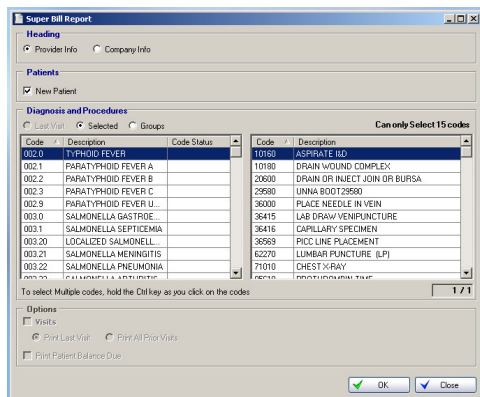 Super Bill Report
Heading
Provider Info Company Info
Patients
New Patient
Diagnosis and Procedures
Last Visit Selected Groups Can only Select 15 codes
Code Description Code Status Code Description
002.0 TYPHOID FEVER 10160 ASPIRATE I&D
002.1 PARATYPHOID FEVER A 10180 DRAIN WOUND COMPLEX
002.2 PARATYPHOID FEVER B 20600 DRAIN OR INJECT JOIN OR BURSA
002.3 PARATYPHOID FEVER C 29580 UNNA BOOT29580
002.9 PARATYPHOID FEVER U... 36000 PLACE NEEDLE IN VEIN
003.0 SALMONELLA GASTROE... 36415 LAB DRAW VENIPUNCTURE
003.1 SALMONELLA SEPTICEMIA 36416 CAPILLARY SPECIMEN
003.20 LOCALIZED SALMONELL... 36569 PICC LINE PLACEMENT
003.21 SALMONELLA MENINGITIS 62270 LUMBAR PUNCTURE (LP)
003.22 SALMONELLA PNEUMONIA 71010 CHEST X-RAY
003.23 SALMONELLA ARTHRITIS 85610 PROTHROMBIN TIME
To select Multiple codes, hold the Ctrl key as you click on the codes 1 / 1
Options
Visits
Print Last Visit Print All Prior Visits
Print Patient Balance Due
OK Close